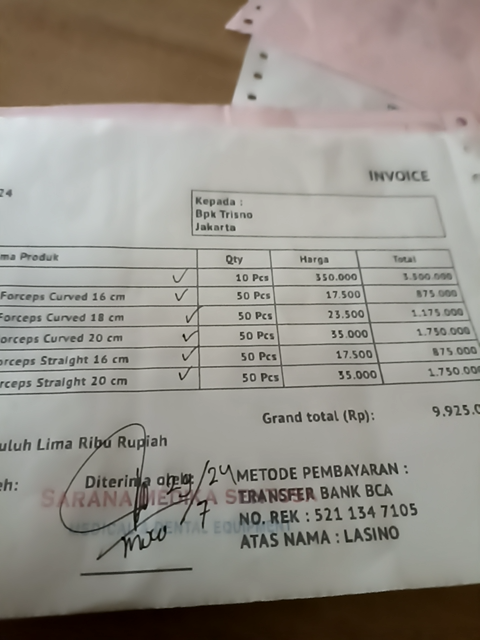 INVOICE
24
Kepada :
Bpk Trisno
Jakarta
ma Produk Qty Harga Total
10 Pcs 350.000 3.500.000
Forceps Curved 16 cm 50 Pcs 17.500 875.000
Forceps Curved 18 cm 50 Pcs 23.500 1.175.000
orceps Curved 20 cm 50 Pcs 35.000 1.750.000
orceps Straight 16 cm 50 Pcs 17.500 875.000
rceps Straight 20 cm 50 Pcs 35.000 1.750.000
Grand total (Rp): 9.925.0
uluh Lima Ribu Rupiah
eh:
Diterima oleh:
/24
7
SARANA MEDIKA
DENTAL EQUIPMENT
METODE PEMBAYARAN :
TRANSFER BANK BCA
NO. REK : 521 134 7105
ATAS NAMA : LASINO